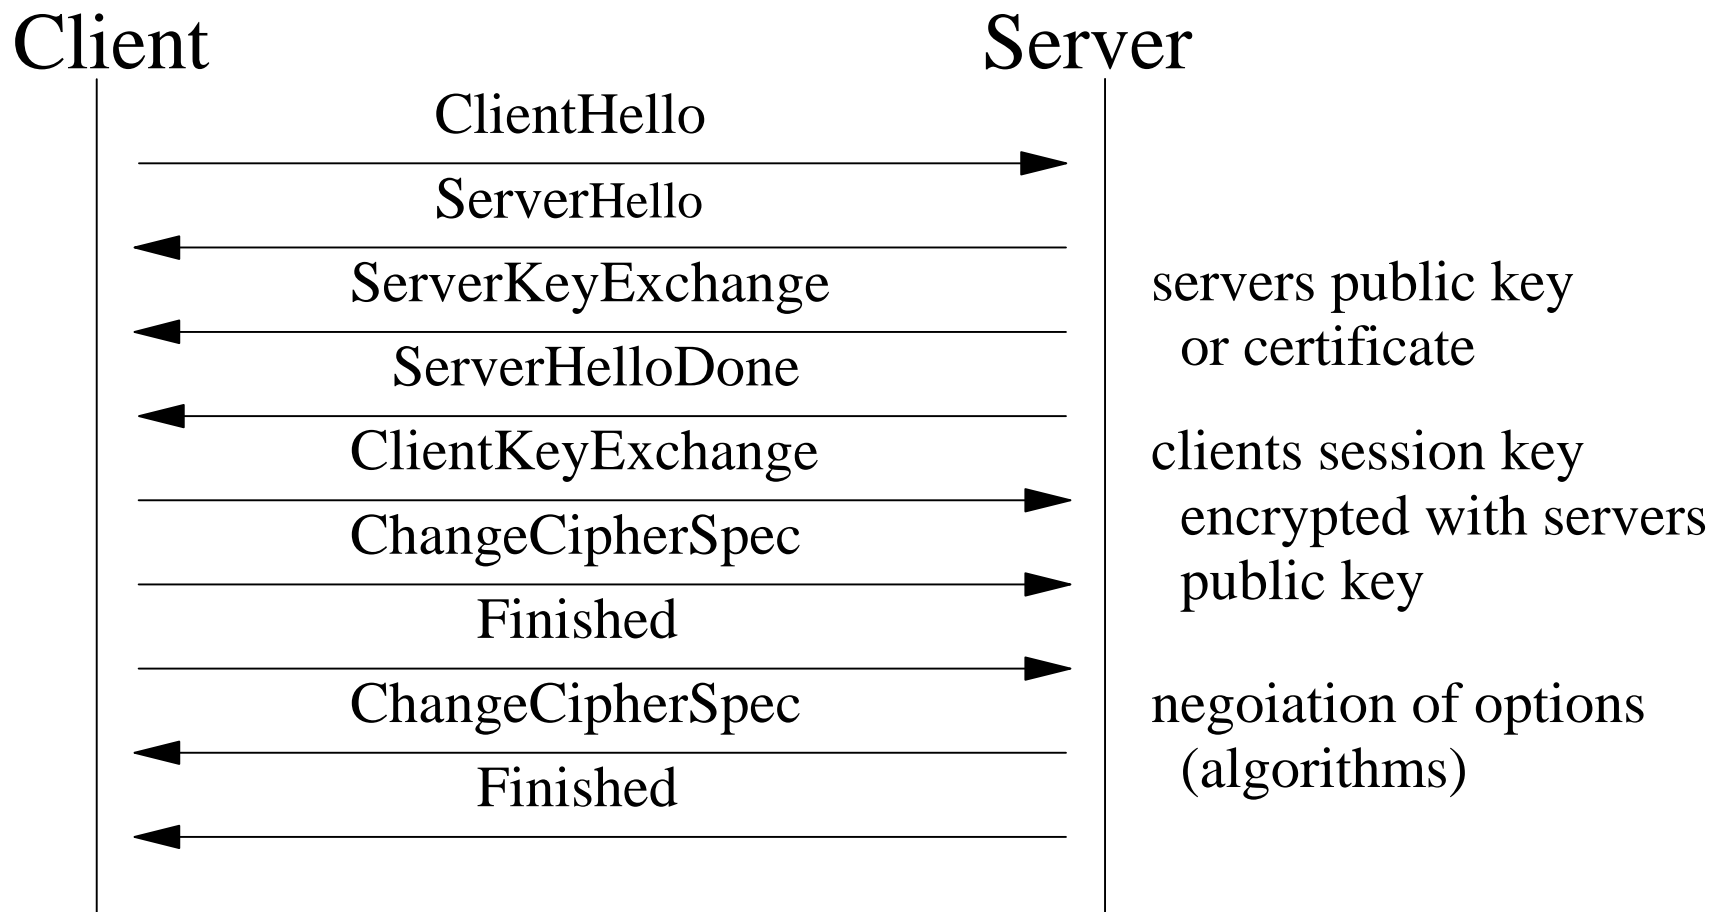 Client
Server
ClientHello
ServerHello
ServerKeyExchange
servers public key
or certificate
ServerHelloDone
ClientKeyExchange
clients session key
encrypted with servers
public key
ChangeCipherSpec
Finished
ChangeCipherSpec
negoiation of options
(algorithms)
Finished